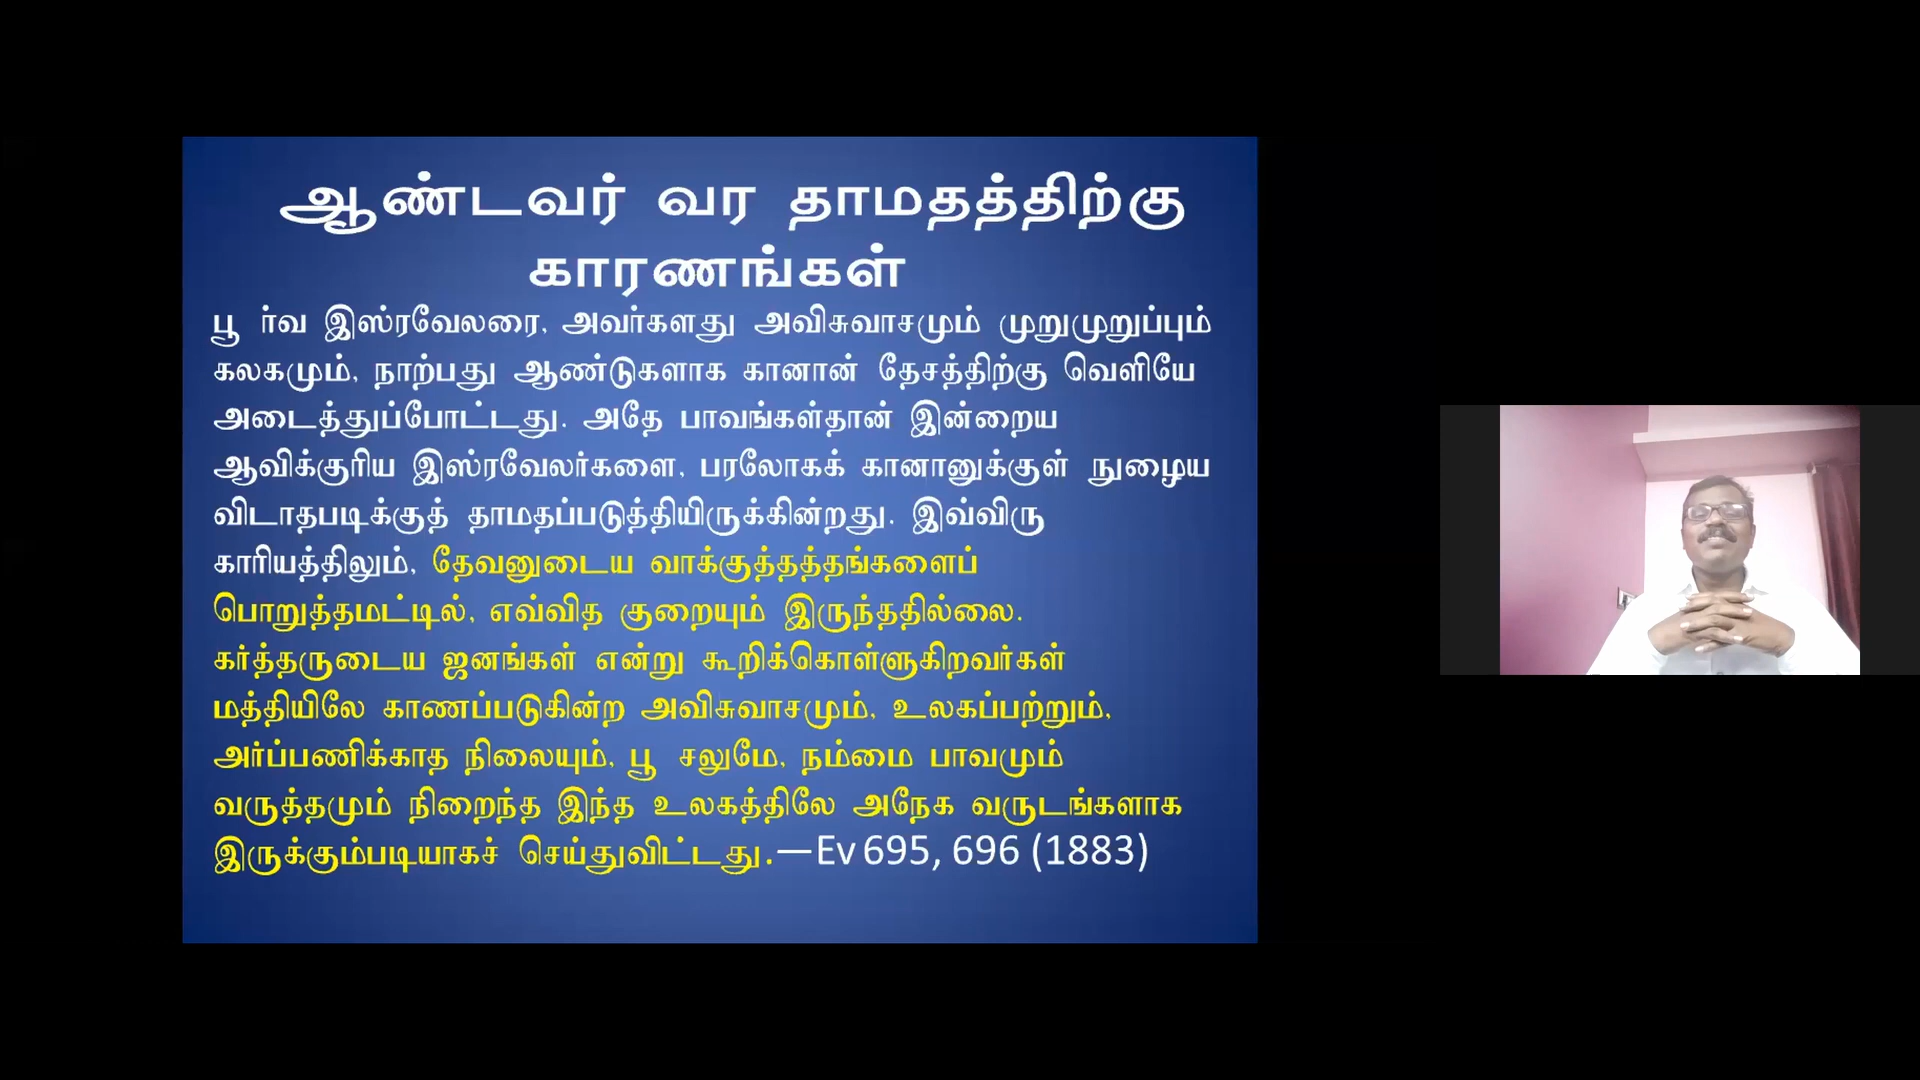 ஆண்டவர் வர தாமதத்திற்கு
காரணங்கள்
பூ ர்வ இஸ்ரவேலரை, அவர்களது அவிசுவாசமும் முறுமுறுப்பும்
கலகமும், நாற்பது ஆண்டுகளாக கானான் தேசத்திற்கு வெளியே
அடைத்துப்போட்டது. அதே பாவங்கள்தான் இன்றைய
ஆவிக்குரிய இஸ்ரவேலர்களை, பரலோகக் கானானுக்குள் நுழைய
விடாதபடிக்குத் தாமதப்படுத்தியிருக்கின்றது. இவ்விரு
காரியத்திலும், தேவனுடைய வாக்குத்தத்தங்களைப்
பொறுத்தமட்டில், எவ்வித குறையும் இருந்ததில்லை.
கர்த்தருடைய ஜனங்கள் என்று கூறிக்கொள்ளுகிறவர்கள்
மத்தியிலே காணப்படுகின்ற அவிசுவாசமும், உலகப்பற்றும்,
அர்ப்பணிக்காத நிலையும், பூ சலுமே, நம்மை பாவமும்
வருத்தமும் நிறைந்த இந்த உலகத்திலே அநேக வருடங்களாக
இருக்கும்படியாகச் செய்துவிட்டது.—Ev 695, 696 (1883)